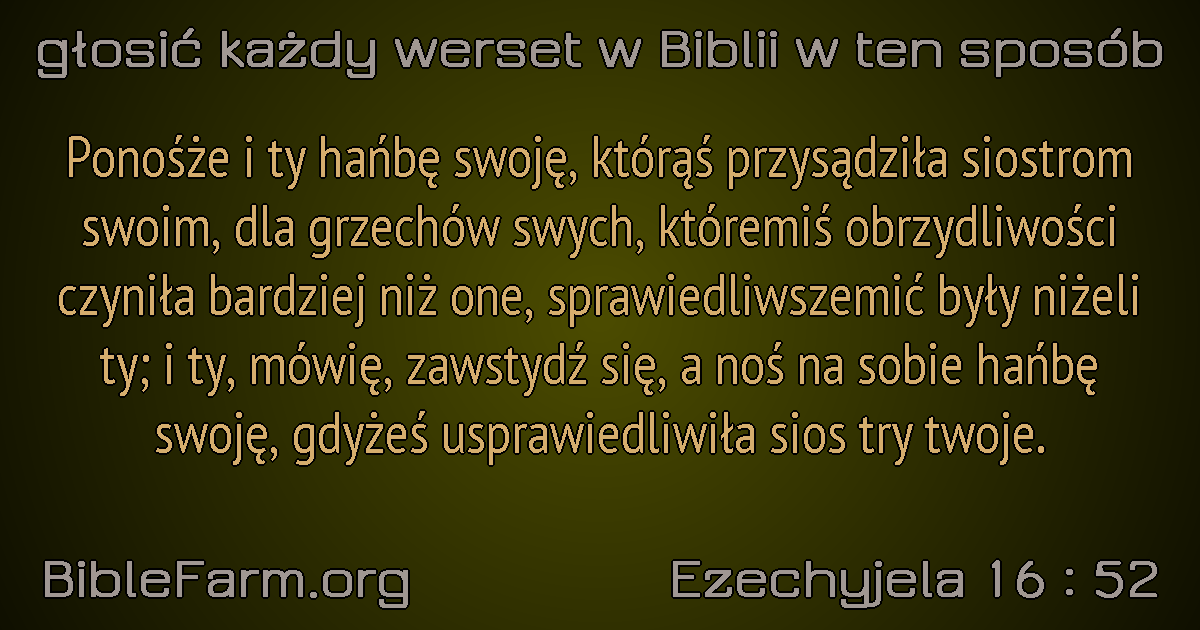 głosić każdy werset w Biblii w ten sposób
Ponośże i ty hańbę swoję, którąś przysądziła siostrom
swoim, dla grzechów swych, któremiś obrzydliwości
czyniła bardziej niż one, sprawiedliwszemić były niżeli
ty; i ty, mówię, zawstydź się, a noś na sobie hańbę
swoję, gdyżeś usprawiedliwiła sios try twoje.
BibleFarm.org
Ezechyjela 16 : 52